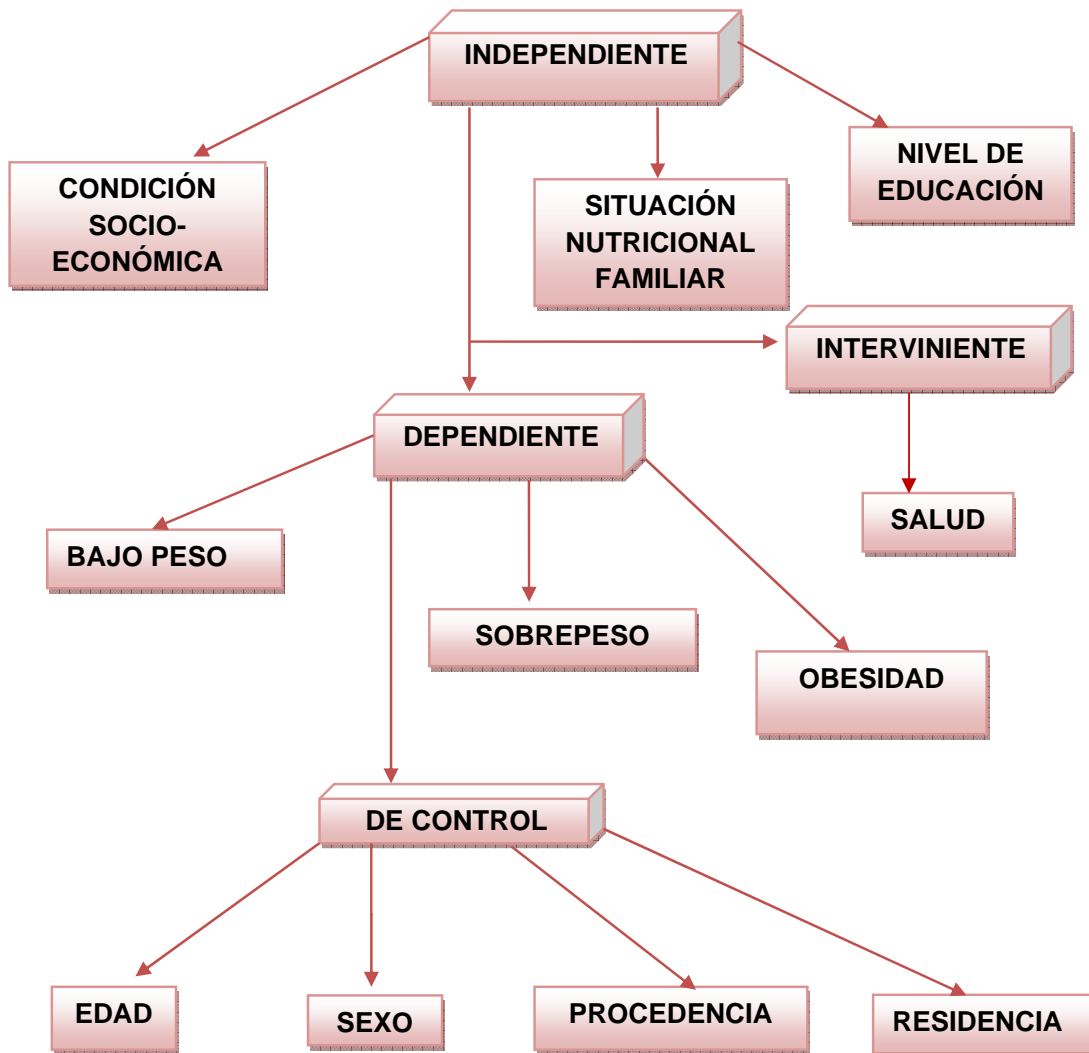 INDEPENDIENTE
CONDICIÓN
SOCIO-
ECONÓMICA
SITUACIÓN
NUTRICIONAL
FAMILIAR
NIVEL DE
EDUCACIÓN
INTERVINIENTE
DEPENDIENTE
SALUD
BAJO PESO
SOBREPESO
OBESIDAD
DE CONTROL
EDAD
SEXO
PROCEDENCIA
RESIDENCIA